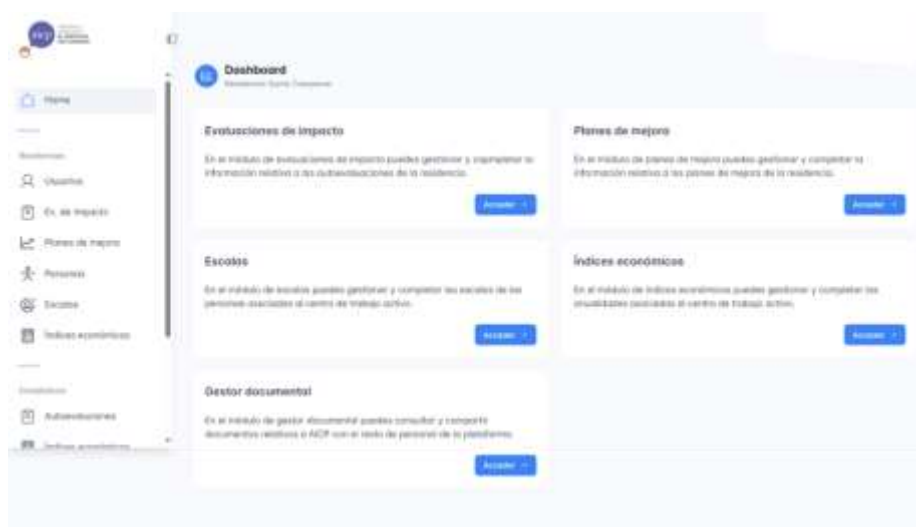 aicp
Home
Usuarios
Ev. de impacto
Planes de mejora
Personas
Escalas
Índices económicos
Autoevaluciones
Índices económicos
Dashboard
Evaluaciones de impacto
En el módulo de evaluaciones de impacto puedes gestionar y completar la
información relativa a las autoevaluaciones de la residencia.
Acceder
Planes de mejora
En el módulo de planes de mejora puedes gestionar y completar la
información relativa a los planes de mejora de la residencia.
Acceder
Escalas
En el módulo de escalas puedes gestionar y completar las escalas de las
personas asociadas al centro de trabajo activo.
Acceder
Índices económicos
En el módulo de índices económicos puedes gestionar y completar las
anualidades asociadas al centro de trabajo activo.
Acceder
Gestor documental
En el módulo de gestor documental puedes consultar y compartir
documentos relativos a AICP con el resto de personal de la plataforma.
Acceder